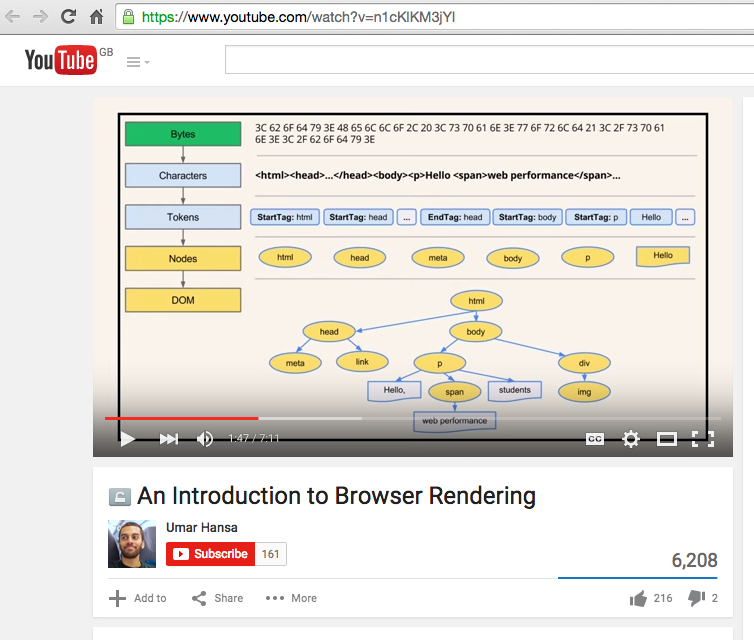 https://www.youtube.com/watch?v=n1cKlKM3jYI
YouTube GB
Bytes
3C 62 6F 64 79 3E 48 65 6C 6C 6F 2C 20 3C 73 70 61 6E 3E 77 6F 72 6C 64 21 3C 2F 73 70 61
6E 3E 3C 2F 62 6F 64 79 3E
Characters
<html><head>...</head><body><p>Hello <span>web performance</span>...
Tokens
StartTag: html StartTag: head ... EndTag: head StartTag: body StartTag: p Hello ...
Nodes
html head meta body p Hello
DOM
html
head body
meta link p div
Hello, span students img
web performance
1:47 / 7:11
CC
An Introduction to Browser Rendering
Umar Hansa
Subscribe 161
6,208
Add to Share More 216 2